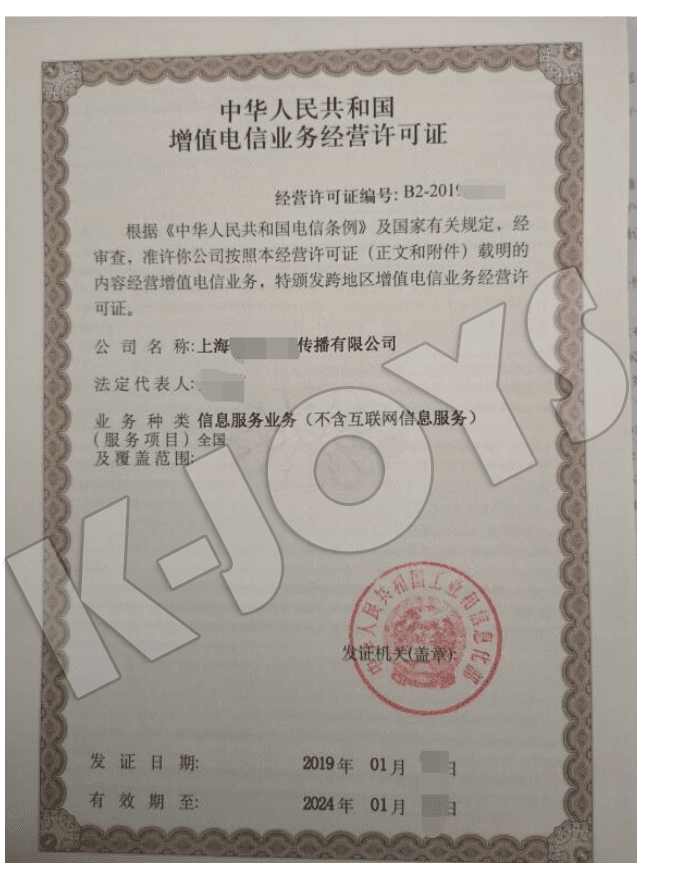 中华人民共和国
增值电信业务经营许可证
经营许可证编号: B2-2019
根据《中华人民共和国电信条例》及国家有关规定，经
审查，准许你公司按照本经营许可证（正文和附件）载明的
内容经营增值电信业务，特颁发跨地区增值电信业务经营许
可证。
公司名称:上海 传播有限公司
法定代表人:
业务种类 信息服务业务（不含互联网信息服务）
(服务项目) 全国
及覆盖范围:
K-JOYS
中华人民共和国工业和信息化部
发证机关(盖章):
发证日期: 2019年 01月 日
有效期至: 2024年 01月 日